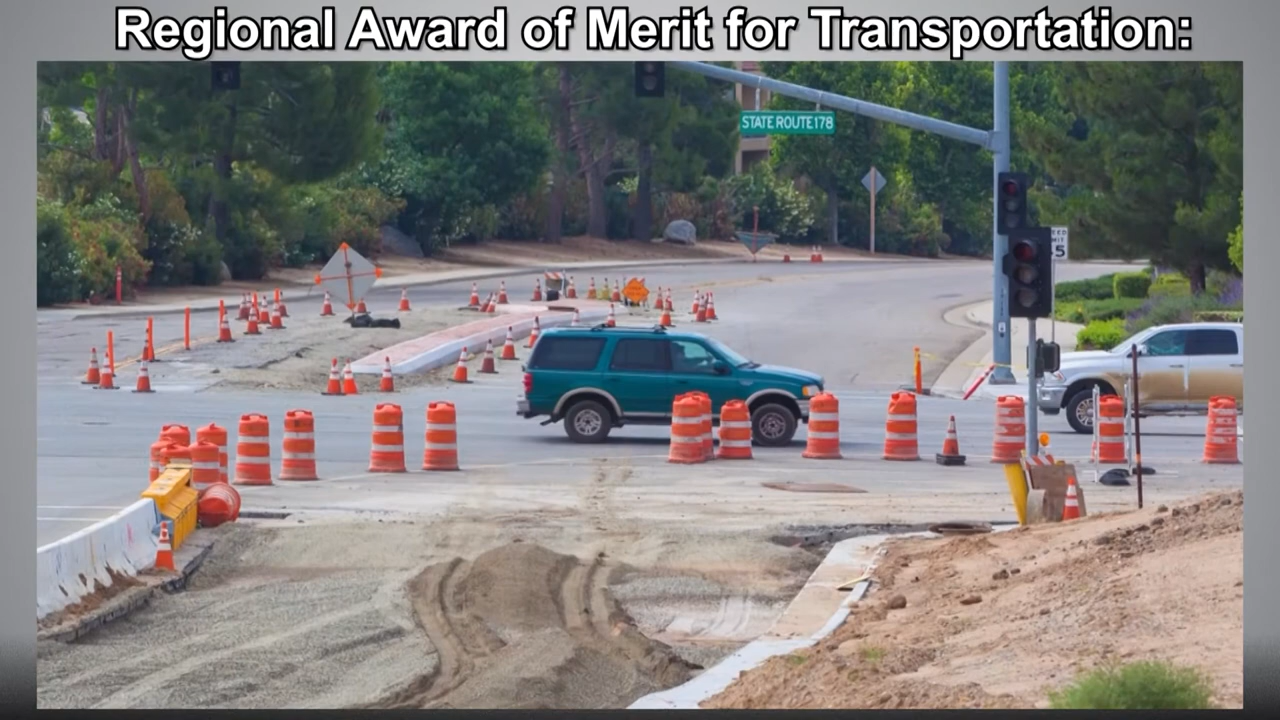 Regional Award of Merit for Transportation:
STATE ROUTE 178